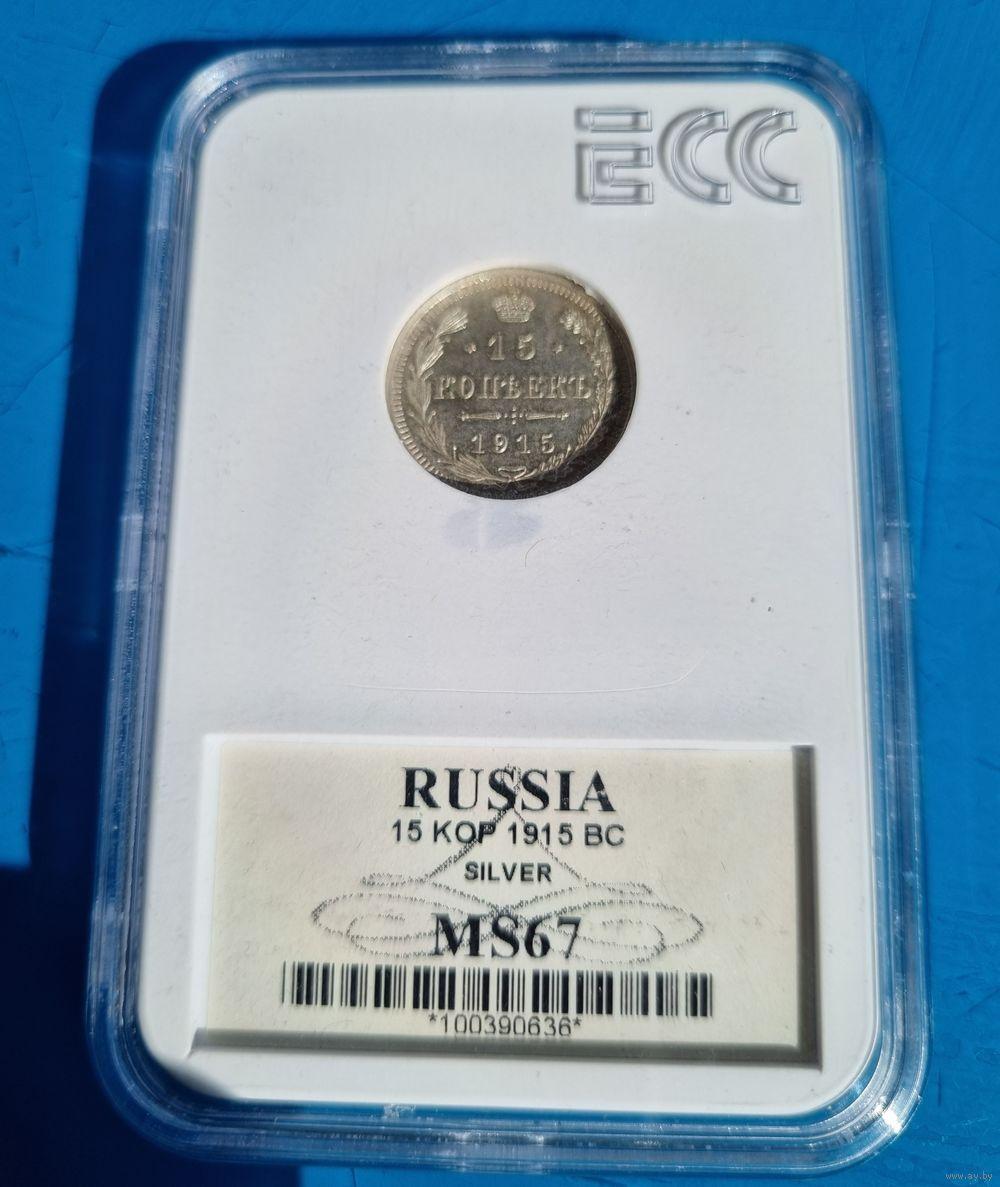 ECC
15
КОПѢЕКЪ
1915
RUSSIA
15 KOP 1915 BC
SILVER
MS67
*100390636*
www.ay.by